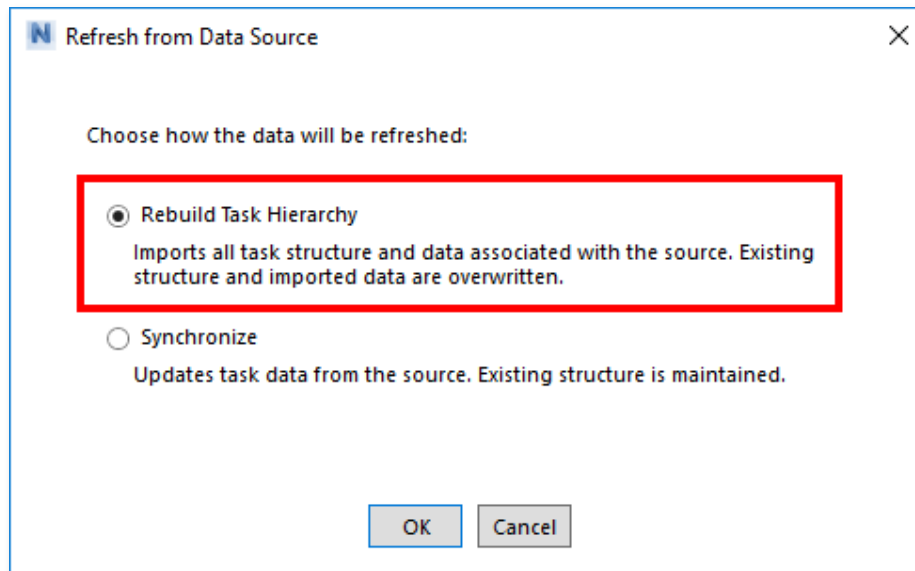 Refresh from Data Source
Choose how the data will be refreshed:
Rebuild Task Hierarchy
Imports all task structure and data associated with the source. Existing
structure and imported data are overwritten.
Synchronize
Updates task data from the source. Existing structure is maintained.
OK
Cancel